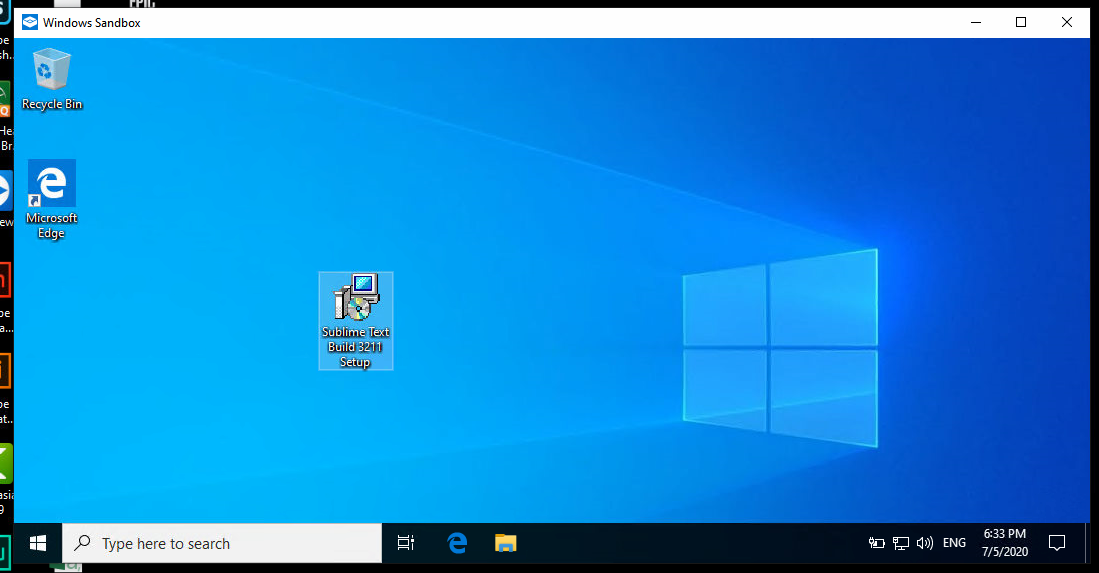 Windows Sandbox
Recycle Bin
Microsoft
Edge
Sublime Text
Build 3211
Setup
Type here to search
ENG
6:33 PM
7/5/2020